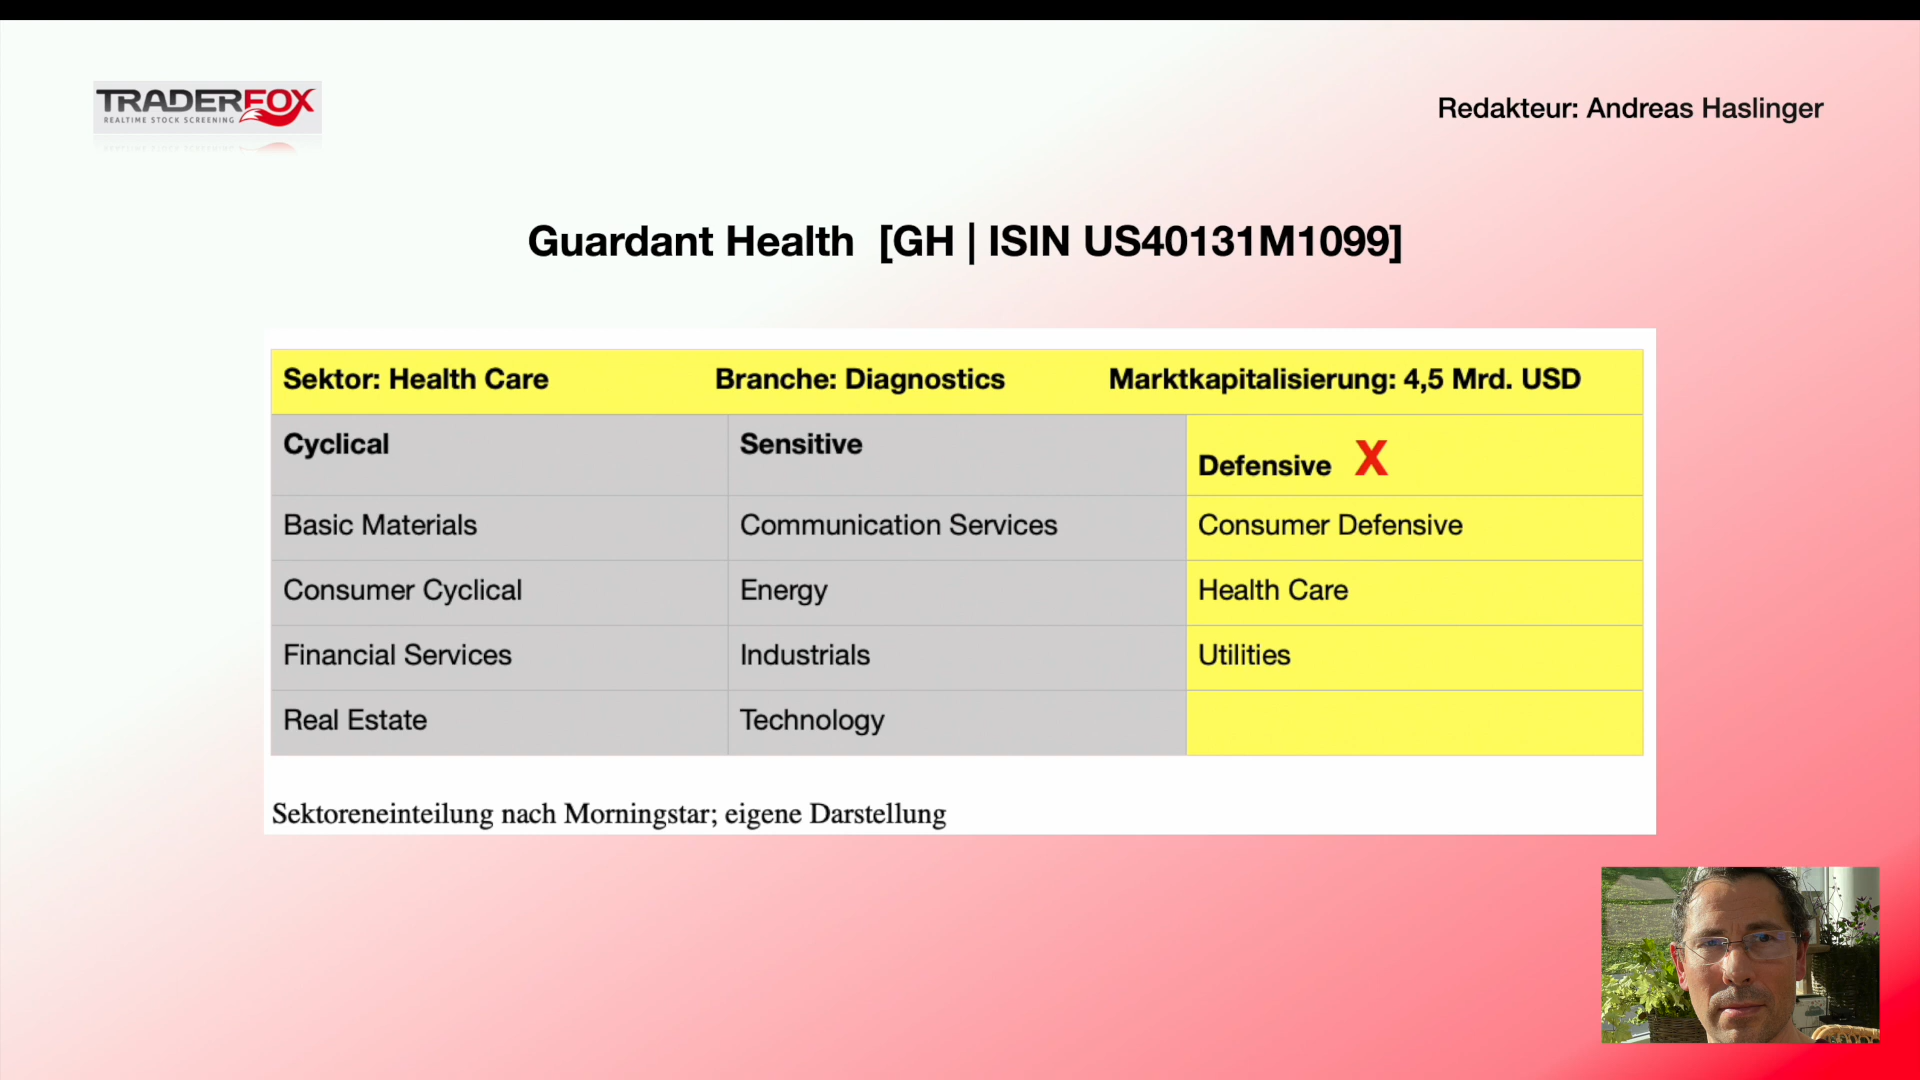 TRADERFOX
REALTIME STOCK SCREENING
Redakteur: Andreas Haslinger
Guardant Health [GH | ISIN US40131M1099]
Sektor: Health Care Branche: Diagnostics Marktkapitalisierung: 4,5 Mrd. USD
Cyclical Sensitive Defensive X
Basic Materials Communication Services Consumer Defensive
Consumer Cyclical Energy Health Care
Financial Services Industrials Utilities
Real Estate Technology
Sektoreneinteilung nach Morningstar; eigene Darstellung